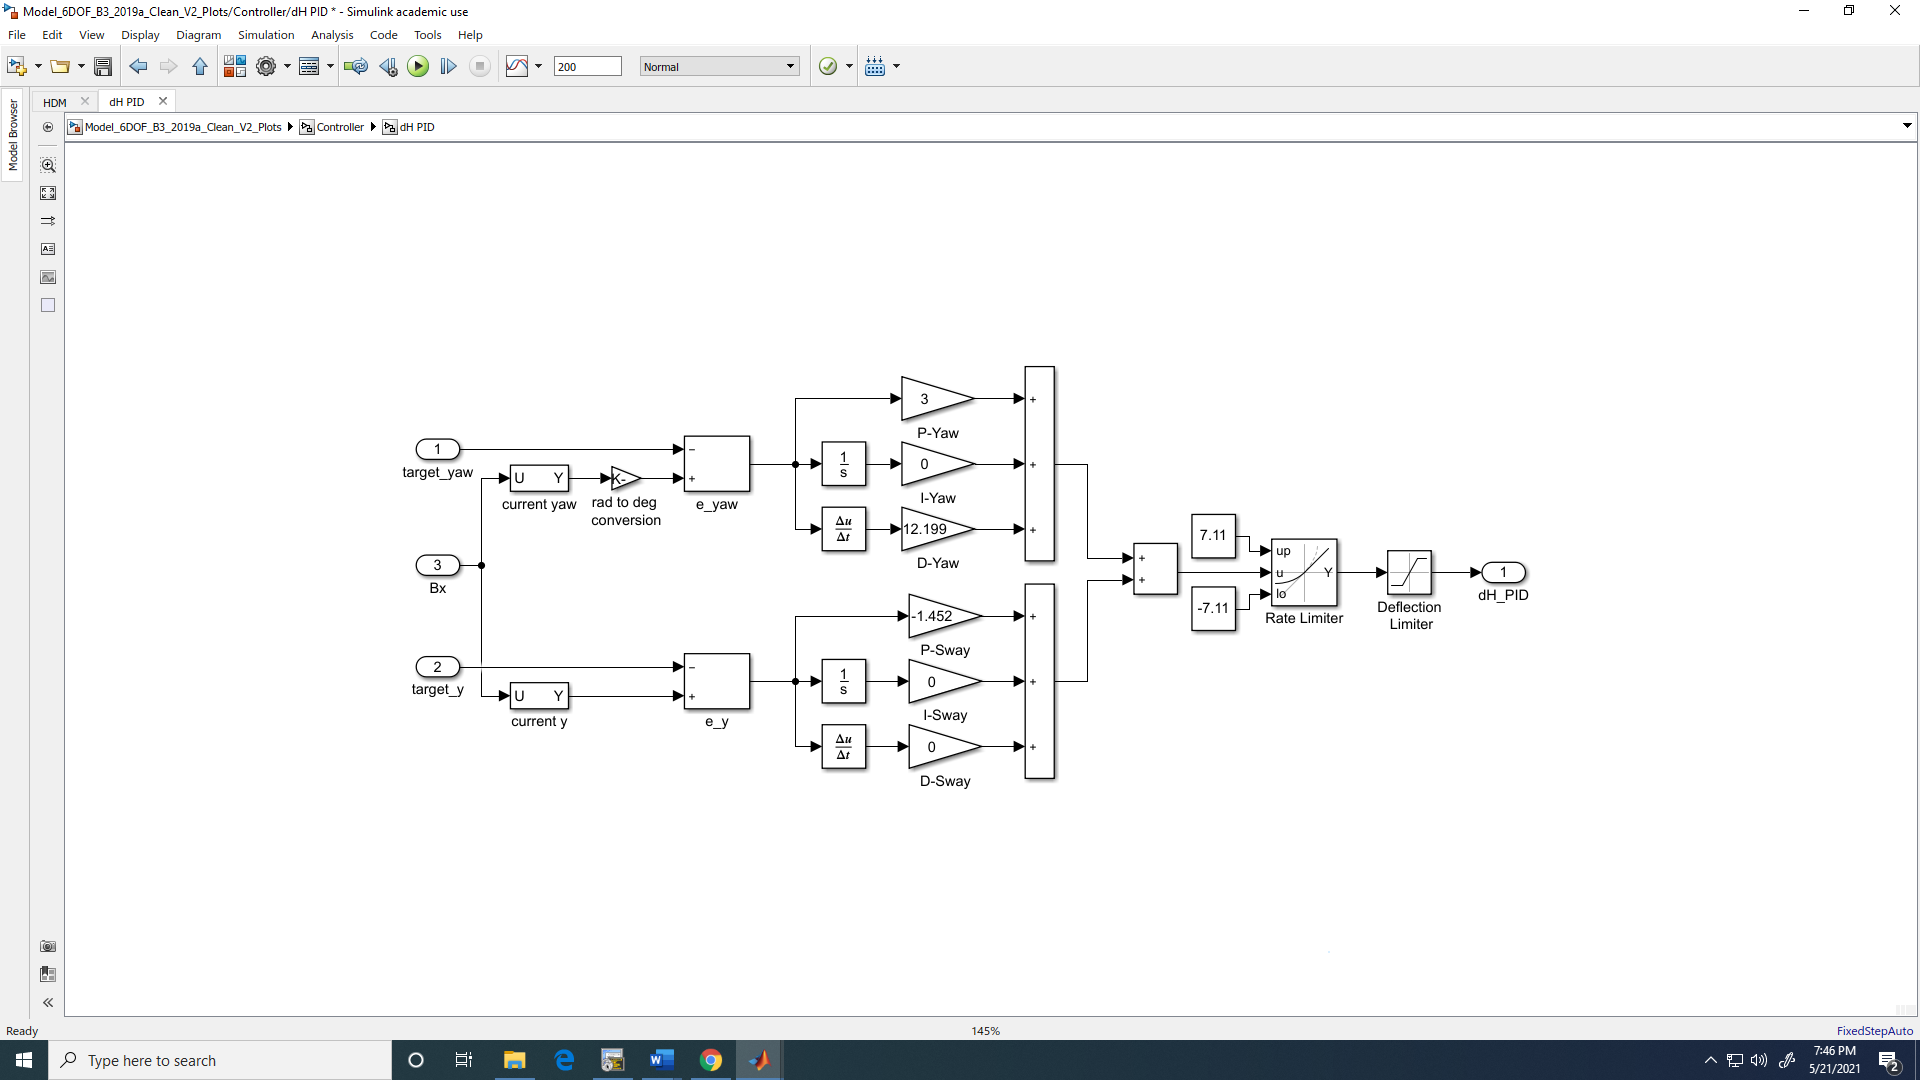 Model_6DOF_B3_2019a_Clean_V2_Plots/Controller/dH PID * - Simulink academic use
File Edit View Display Diagram Simulation Analysis Code Tools Help
200 Normal
HDM dH PID
Model_6DOF_B3_2019a_Clean_V2_Plots Controller dH PID
Model Browser
1
target_yaw
U Y
current yaw
K-
rad to deg
conversion
-
+
e_yaw
3
Bx
2
target_y
U Y
current y
-
+
e_y
3
P-Yaw
1
s
0
I-Yaw
Δu
Δt
12.199
D-Yaw
+
+
+
-1.452
P-Sway
1
s
0
I-Sway
Δu
Δt
0
D-Sway
+
+
+
+
+
7.11
-7.11
up
u Y
lo
Rate Limiter
Deflection
Limiter
1
dH_PID
Ready 145% FixedStepAuto
Type here to search
7:46 PM
5/21/2021
2